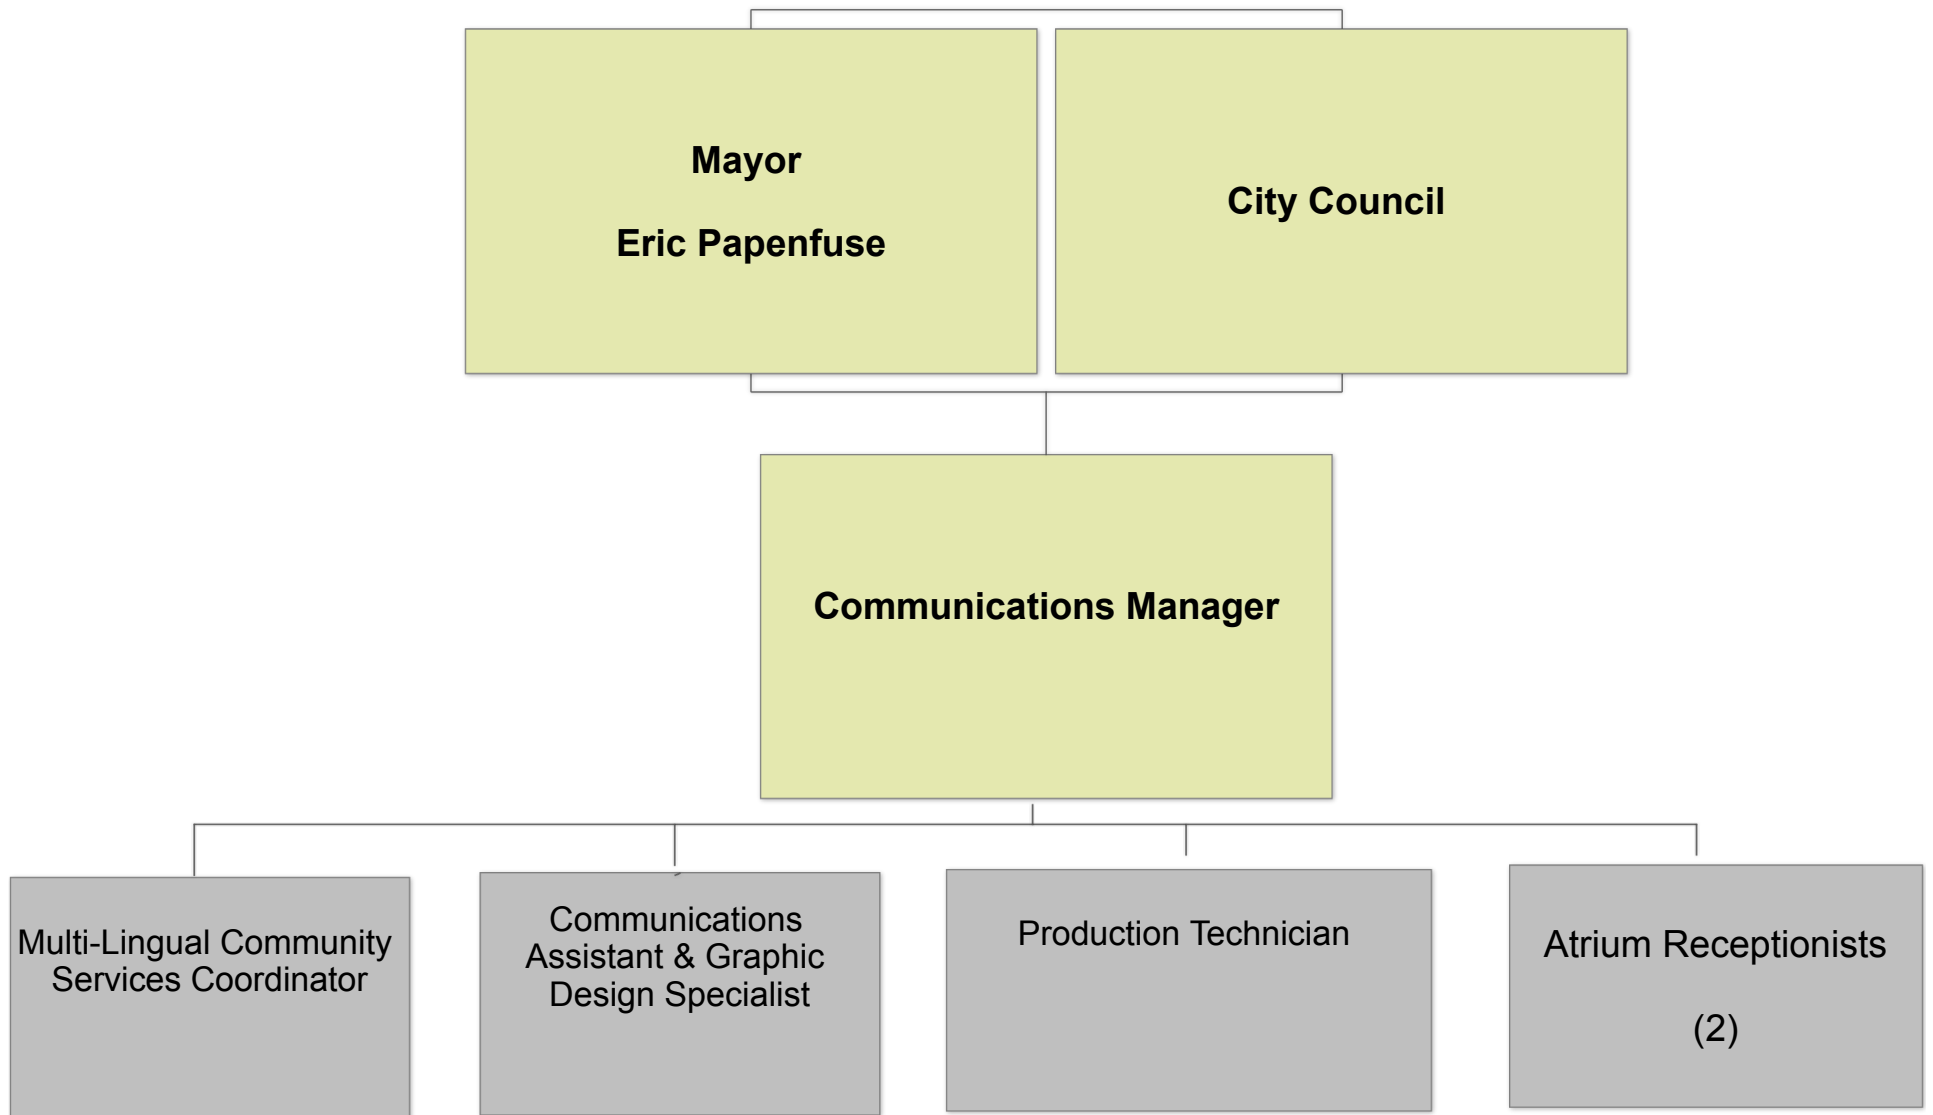 Mayor
Eric Papenfuse
City Council
Communications Manager
Multi-Lingual Community
Services Coordinator
Communications
Assistant & Graphic
Design Specialist
Production Technician
Atrium Receptionists
(2)